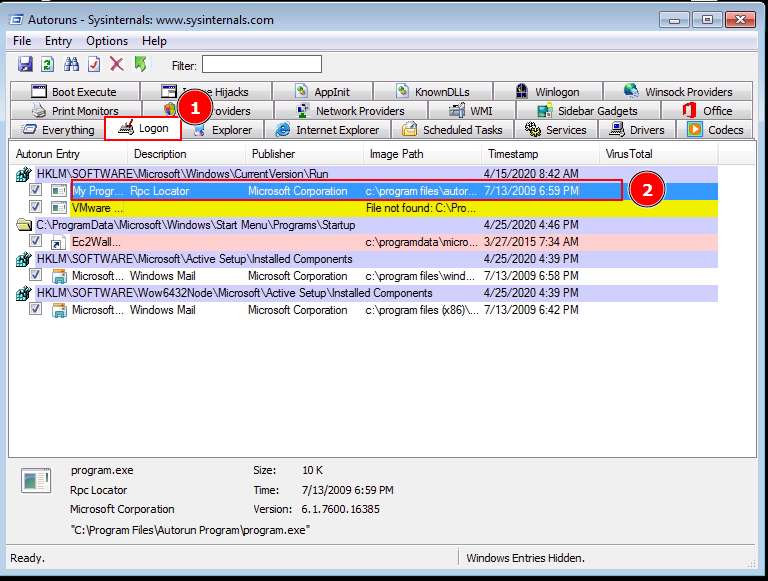 Autoruns - Sysinternals: www.sysinternals.com
File Entry Options Help
Filter:
Boot Execute Hijacks AppInit KnownDLLs Winlogon Winsock Providers
Print Monitors Network Providers WMI Sidebar Gadgets Office
1
Everything Logon Explorer Internet Explorer Scheduled Tasks Services Drivers Codecs
Autorun Entry Description Publisher Image Path Timestamp VirusTotal
HKLM\SOFTWARE\Microsoft\Windows\CurrentVersion\Run 4/15/2020 8:42 AM
My Progr... Rpc Locator Microsoft Corporation c:\program files\autor... 7/13/2009 6:59 PM
2
VMware ... File not found: C:\Pro...
C:\ProgramData\Microsoft\Windows\Start Menu\Programs\Startup 4/25/2020 4:46 PM
Ec2Wall... c:\programdata\micro... 3/27/2015 7:34 AM
HKLM\SOFTWARE\Microsoft\Active Setup\Installed Components 4/25/2020 4:39 PM
Microsoft... Windows Mail Microsoft Corporation c:\program files\wind... 7/13/2009 6:58 PM
HKLM\SOFTWARE\Wow6432Node\Microsoft\Active Setup\Installed Components 4/25/2020 4:39 PM
Microsoft... Windows Mail Microsoft Corporation c:\program files (x86)\... 7/13/2009 6:42 PM
program.exe Size: 10 K
Rpc Locator Time: 7/13/2009 6:59 PM
Microsoft Corporation Version: 6.1.7600.16385
"C:\Program Files\Autorun Program\program.exe"
Ready. Windows Entries Hidden.